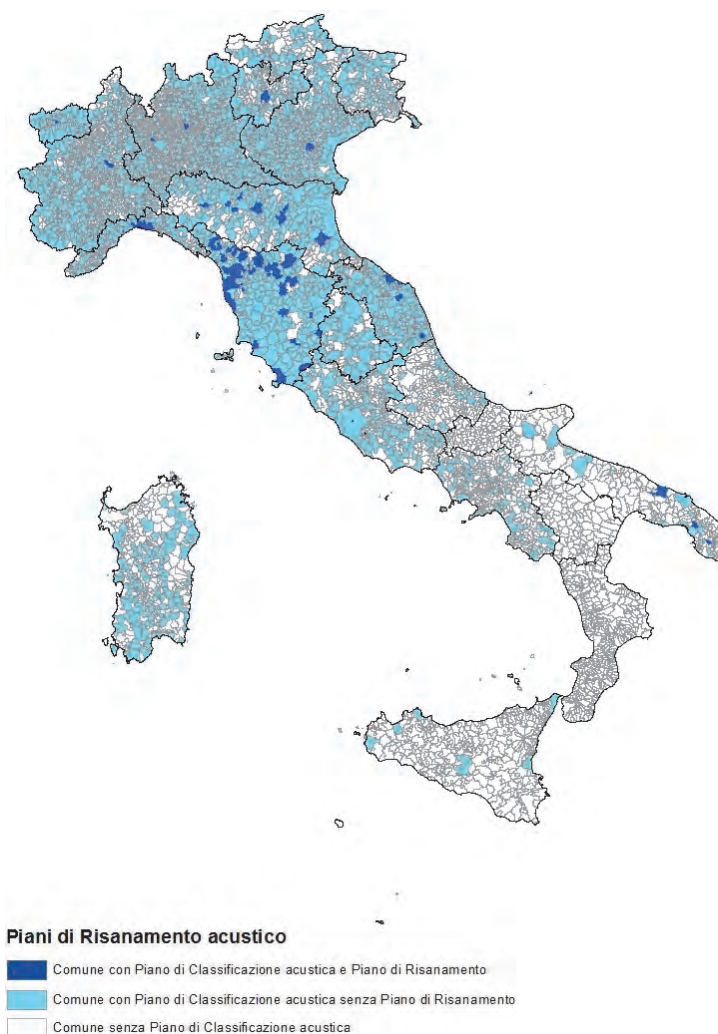 Piani di Risanamento acustico
Comune con Piano di Classificazione acustica e Piano di Risanamento
Comune con Piano di Classificazione acustica senza Piano di Risanamento
Comune senza Piano di Classificazione acustica